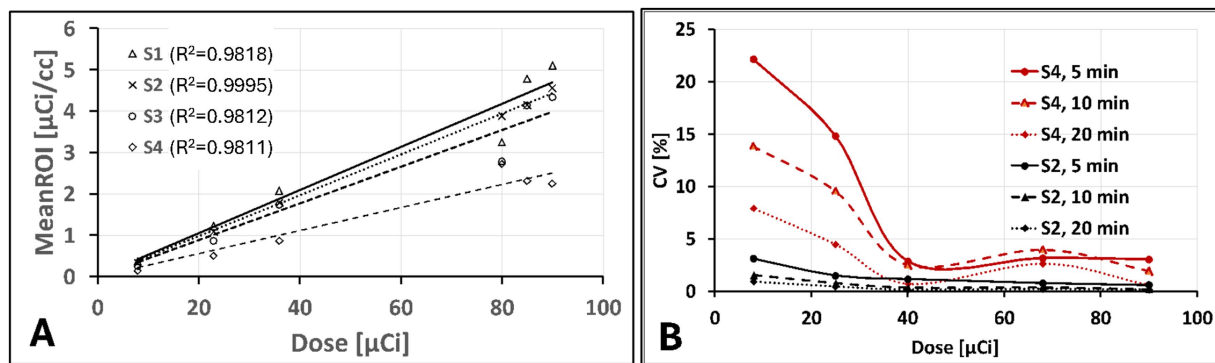 6
5
4
3
2
1
0
MeanROI [µCi/cc]
S1 (R²=0.9818)
S2 (R²=0.9995)
S3 (R²=0.9812)
S4 (R²=0.9811)
0 20 40 60 80 100
A
Dose [µCi]
25
20
15
10
5
0
CV [%]
S4, 5 min
S4, 10 min
S4, 20 min
S2, 5 min
S2, 10 min
S2, 20 min
0 20 40 60 80 100
B
Dose [µCi]